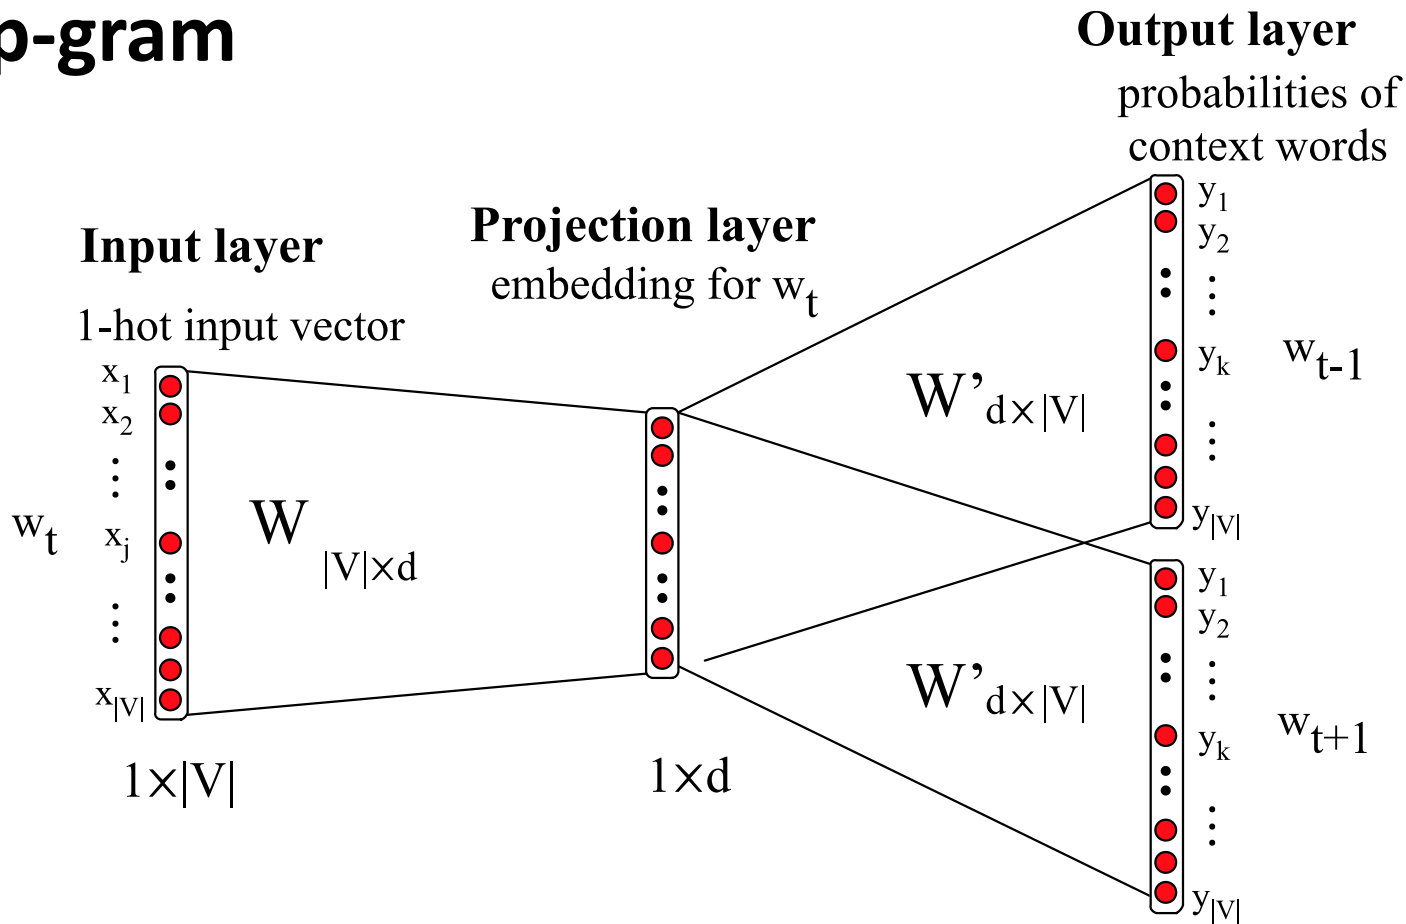 p-gram
Output layer
probabilities of
context words
Projection layer
embedding for wt
Input layer
1-hot input vector
x1
x2
⋮
wt
xj
⋮
x|V|
W
|V|×d
1×|V|
1×d
W’d×|V|
W’d×|V|
y1
y2
⋮
yk
⋮
y|V|
wt-1
y1
y2
⋮
yk
⋮
y|V|
wt+1